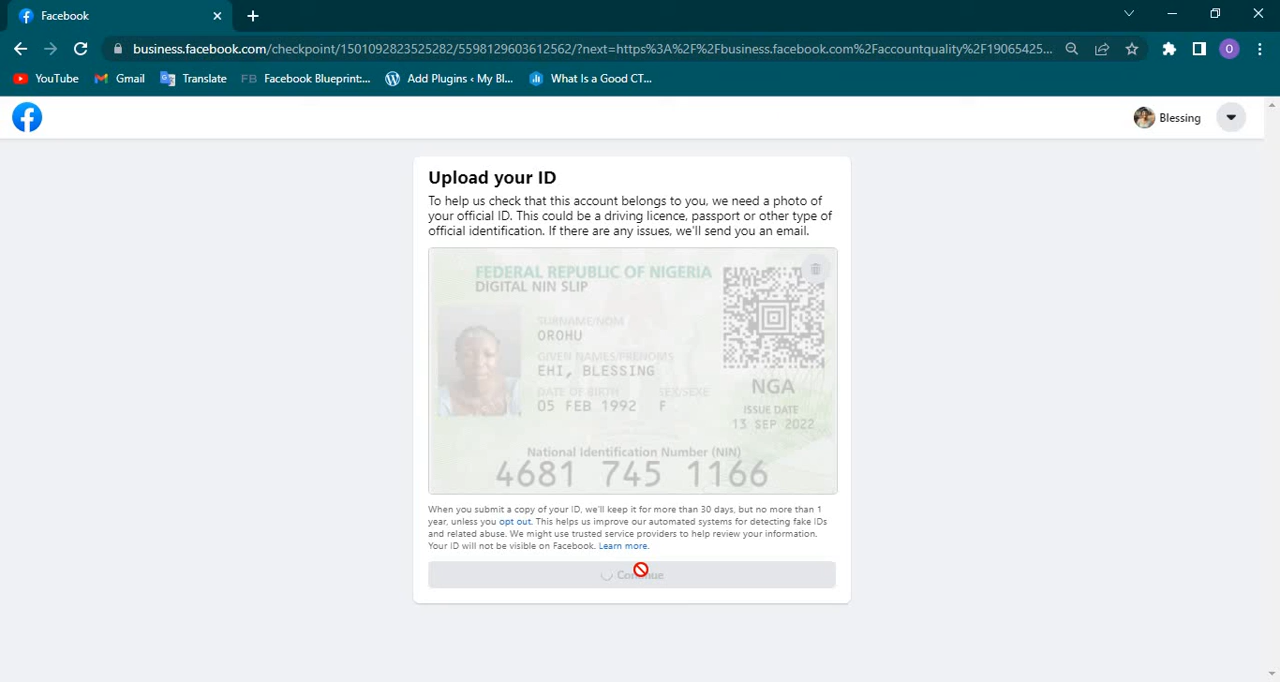 Facebook
business.facebook.com/checkpoint/1501092823525282/5598129603612562/?next=https%3A%2F%2Fbusiness.facebook.com%2Faccountquality%2F19065425...
O
YouTube Gmail Translate FB Facebook Blueprint:... Add Plugins ‹ My Bl... What Is a Good CT...
Blessing
Upload your ID
To help us check that this account belongs to you, we need a photo of
your official ID. This could be a driving licence, passport or other type of
official identification. If there are any issues, we'll send you an email.
FEDERAL REPUBLIC OF NIGERIA
DIGITAL NIN SLIP
SURNAME/NOM
OROHU
GIVEN NAMES/PRENOMS
EHI, BLESSING
DATE OF BIRTH SEX/SEXE
05 FEB 1992 F
NGA
ISSUE DATE
13 SEP 2022
National Identification Number (NIN)
4681 745 1166
When you submit a copy of your ID, we'll keep it for more than 30 days, but no more than 1
year, unless you opt out. This helps us improve our automated systems for detecting fake IDs
and related abuse. We might use trusted service providers to help review your information.
Your ID will not be visible on Facebook. Learn more.
Continue